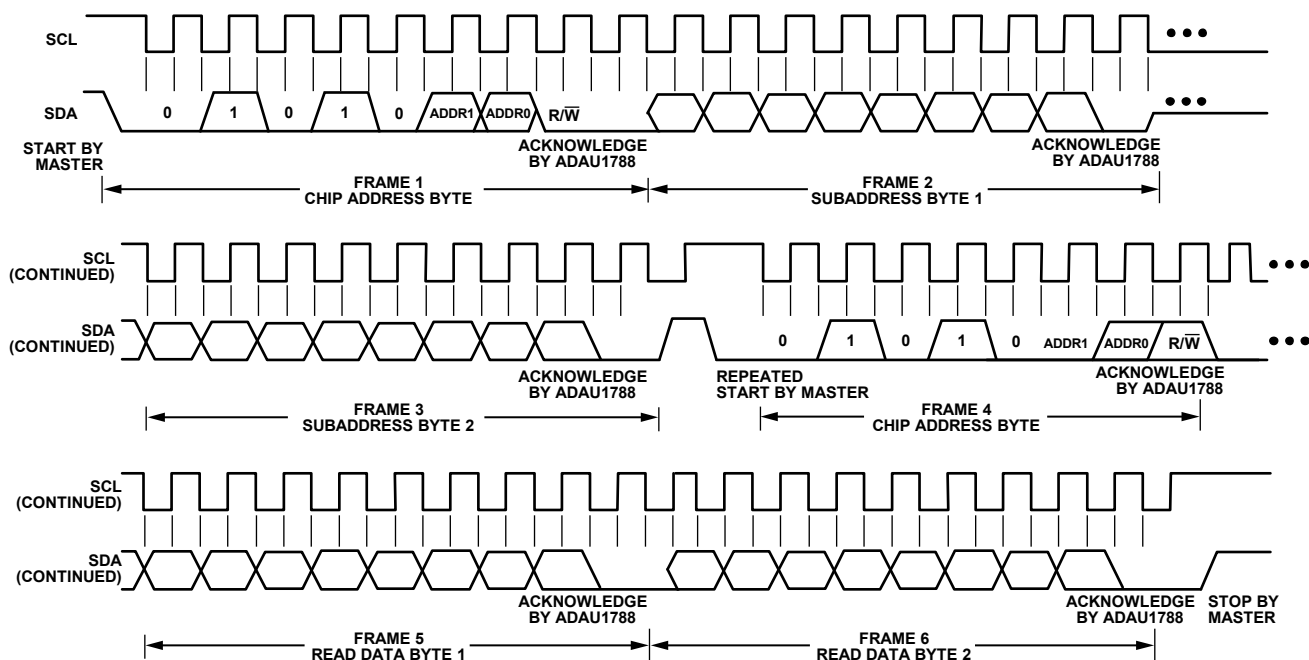 SCL
SDA
0 1 0 1 0 ADDR1 ADDR0 R/W̅
START BY
MASTER
ACKNOWLEDGE
BY ADAU1788
ACKNOWLEDGE
BY ADAU1788
FRAME 1
CHIP ADDRESS BYTE
FRAME 2
SUBADDRESS BYTE 1
SCL
(CONTINUED)
SDA
(CONTINUED)
0 1 0 1 0 ADDR1 ADDR0 R/W̅
ACKNOWLEDGE
BY ADAU1788
REPEATED
START BY MASTER
ACKNOWLEDGE
BY ADAU1788
FRAME 3
SUBADDRESS BYTE 2
FRAME 4
CHIP ADDRESS BYTE
SCL
(CONTINUED)
SDA
(CONTINUED)
ACKNOWLEDGE
BY ADAU1788
ACKNOWLEDGE
BY ADAU1788
STOP BY
MASTER
FRAME 5
READ DATA BYTE 1
FRAME 6
READ DATA BYTE 2